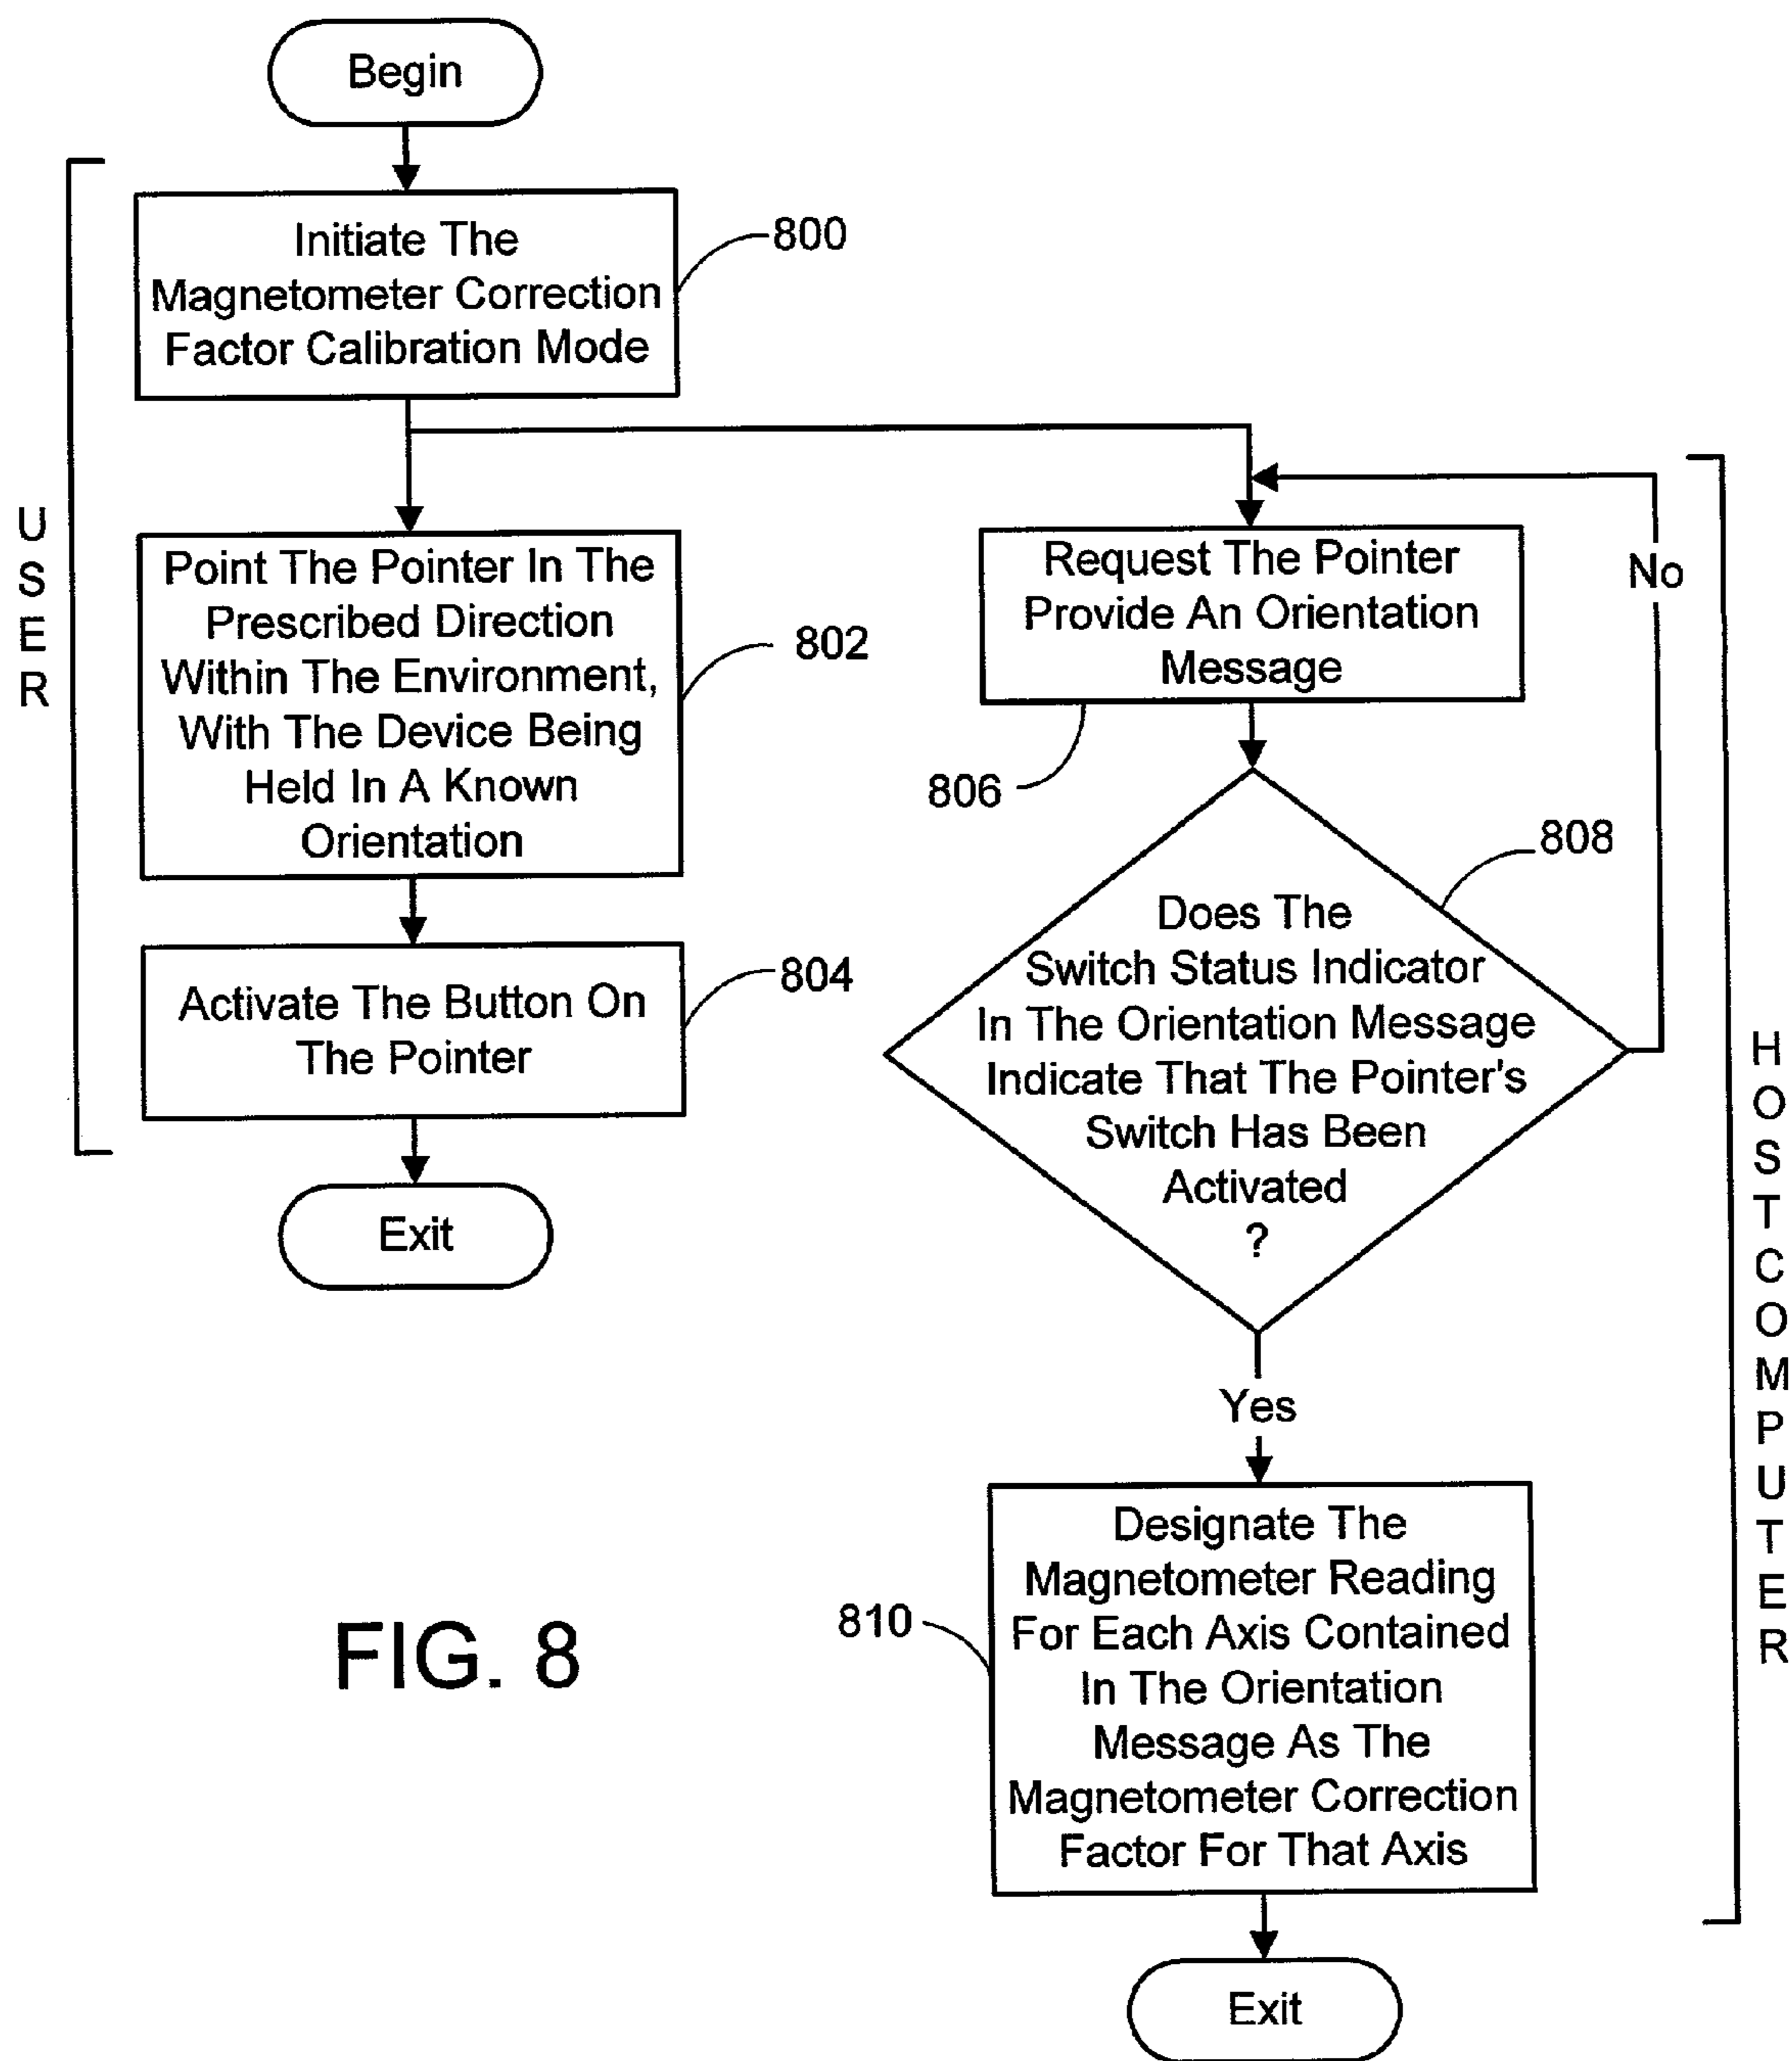 Begin
USER
Initiate The
Magnetometer Correction
Factor Calibration Mode
800
Point The Pointer In The
Prescribed Direction
Within The Environment,
With The Device Being
Held In A Known
Orientation
802
Activate The Button On
The Pointer
804
Exit
HOST COMPUTER
Request The Pointer
Provide An Orientation
Message
806
No
Does The
Switch Status Indicator
In The Orientation Message
Indicate That The Pointer's
Switch Has Been
Activated
?
808
Yes
Designate The
Magnetometer Reading
For Each Axis Contained
In The Orientation
Message As The
Magnetometer Correction
Factor For That Axis
810
Exit
FIG. 8